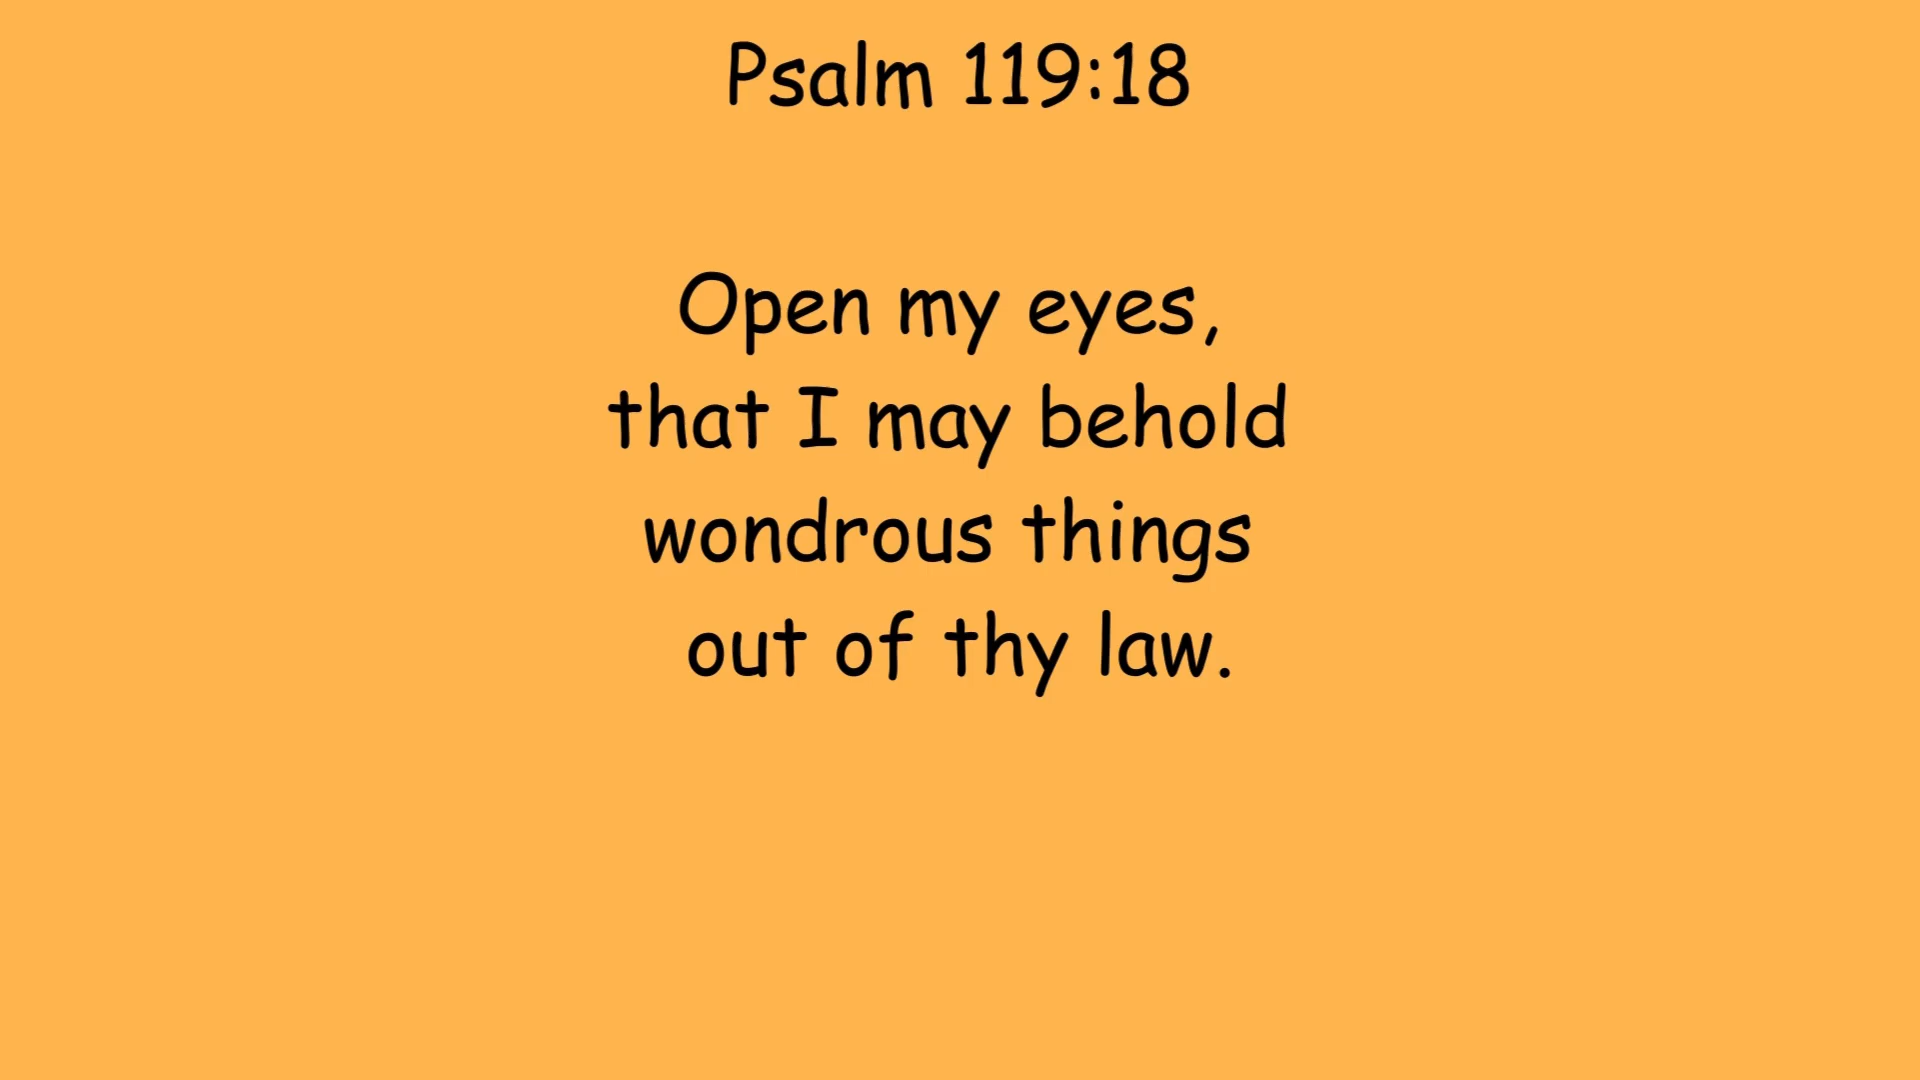 Psalm 119:18
Open my eyes,
that I may behold
wondrous things
out of thy law.